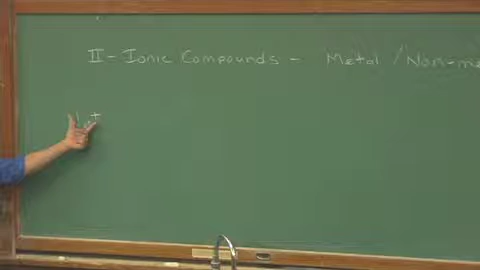 II - Ionic Compounds - Metal / Non-me
+